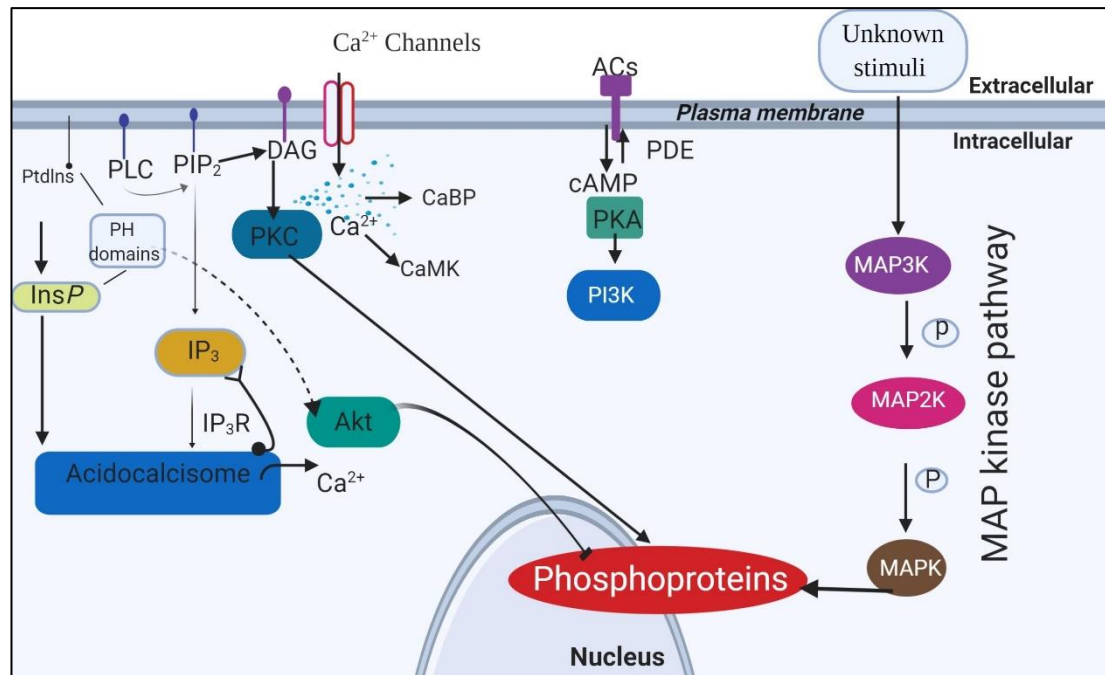 Ca²⁺ Channels
Unknown
stimuli
ACs
Extracellular
Plasma membrane
Intracellular
PtdIns
PLC
PIP₂
DAG
PDE
cAMP
CaBP
PKA
PH
domains
PKC
Ca²⁺
CaMK
MAP3K
InsP
PI3K
p
IP₃
MAP kinase pathway
MAP2K
IP₃R
Akt
Acidocalcisome
Ca²⁺
P
MAPK
Phosphoproteins
Nucleus